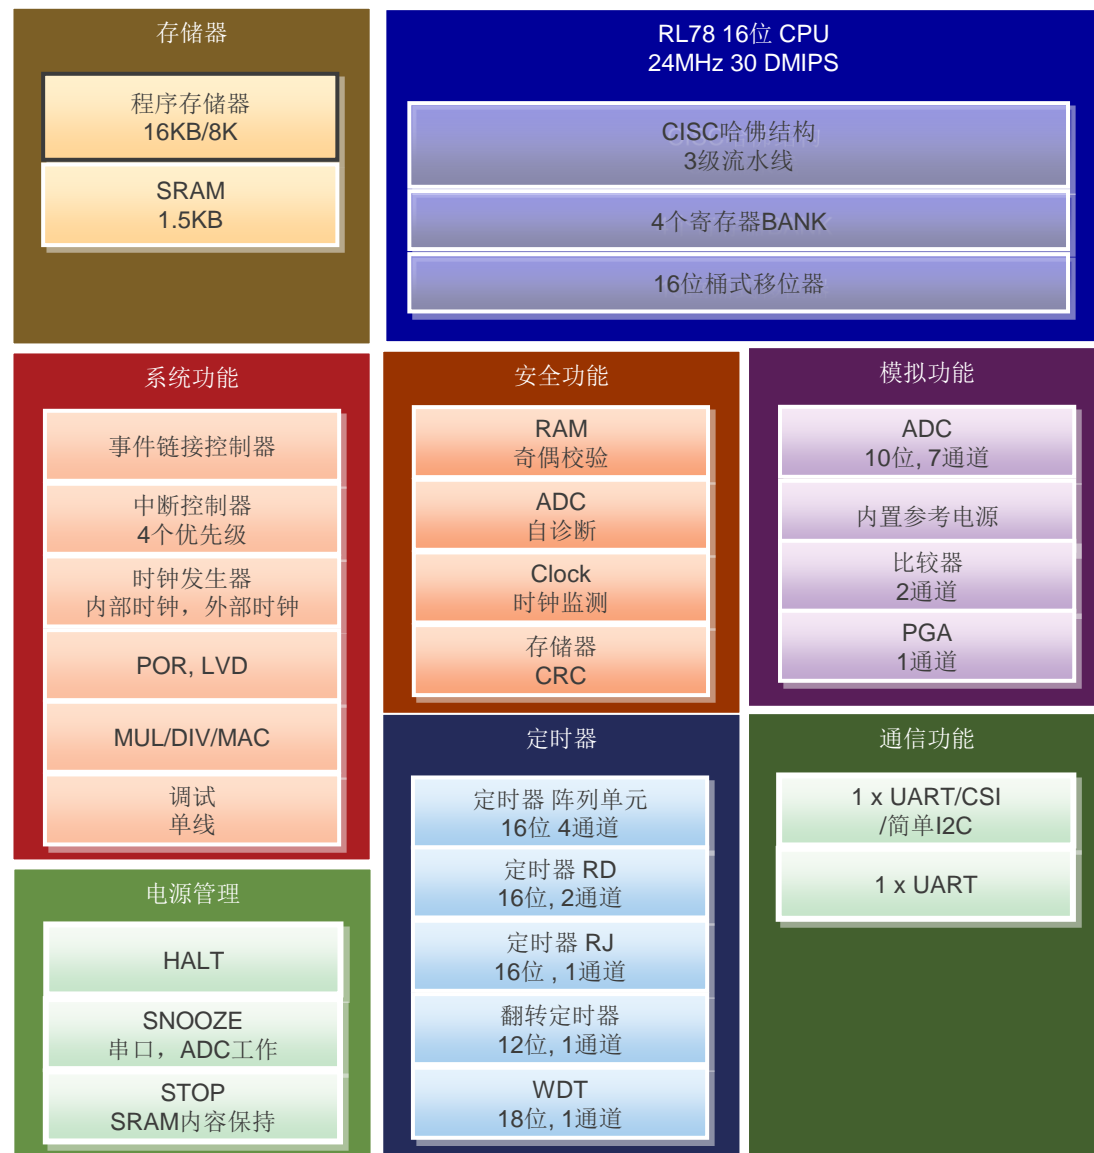 存储器
程序存储器
16KB/8K
SRAM
1.5KB
RL78 16位 CPU
24MHz 30 DMIPS
CISC哈佛结构
3级流水线
4个寄存器BANK
16位桶式移位器
系统功能
事件链接控制器
中断控制器
4个优先级
时钟发生器
内部时钟，外部时钟
POR, LVD
MUL/DIV/MAC
调试
单线
安全功能
RAM
奇偶校验
ADC
自诊断
Clock
时钟监测
存储器
CRC
模拟功能
ADC
10位, 7通道
内置参考电源
比较器
2通道
PGA
1通道
电源管理
HALT
SNOOZE
串口，ADC工作
STOP
SRAM内容保持
定时器
定时器 阵列单元
16位 4通道
定时器 RD
16位, 2通道
定时器 RJ
16位 , 1通道
翻转定时器
12位, 1通道
WDT
18位, 1通道
通信功能
1 x UART/CSI
/简单I2C
1 x UART